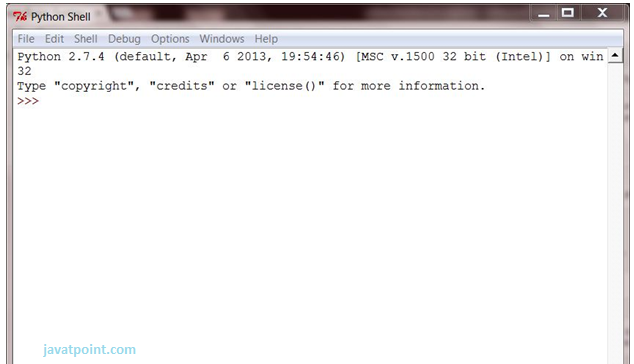 Python Shell
File Edit Shell Debug Options Windows Help
Python 2.7.4 (default, Apr  6 2013, 19:54:46) [MSC v.1500 32 bit (Intel)] on win
32
Type "copyright", "credits" or "license()" for more information.
>>>
javatpoint.com